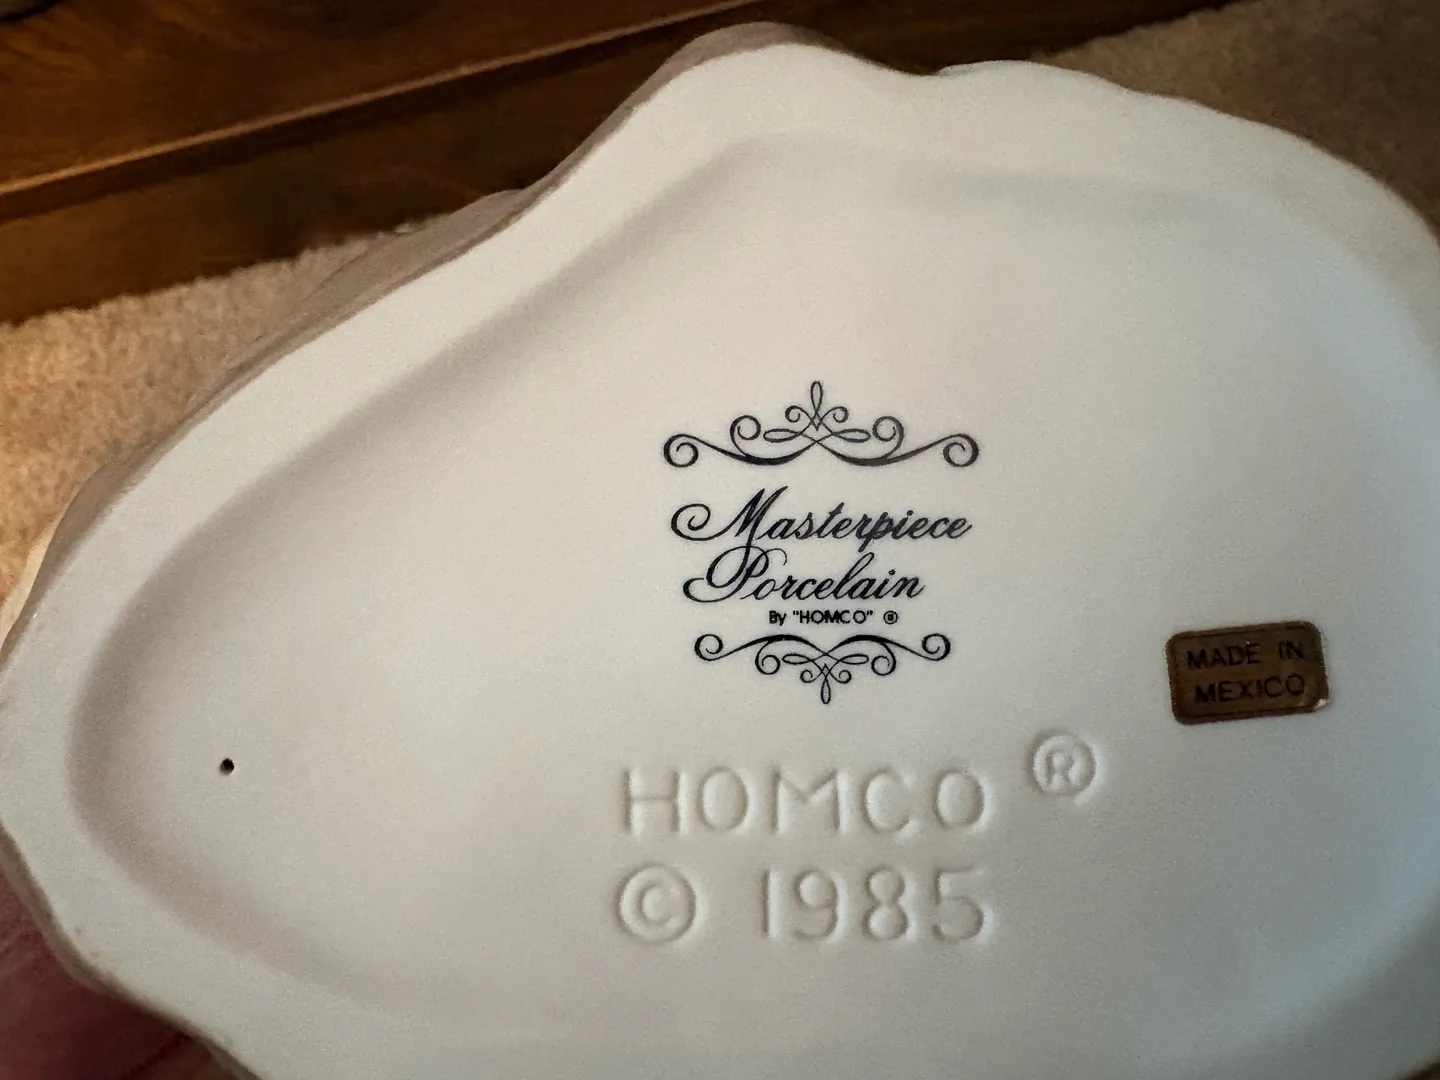 Masterpiece
Porcelain
By "HOMCO" ®
MADE IN
MEXICO
HOMCO ®
© 1985